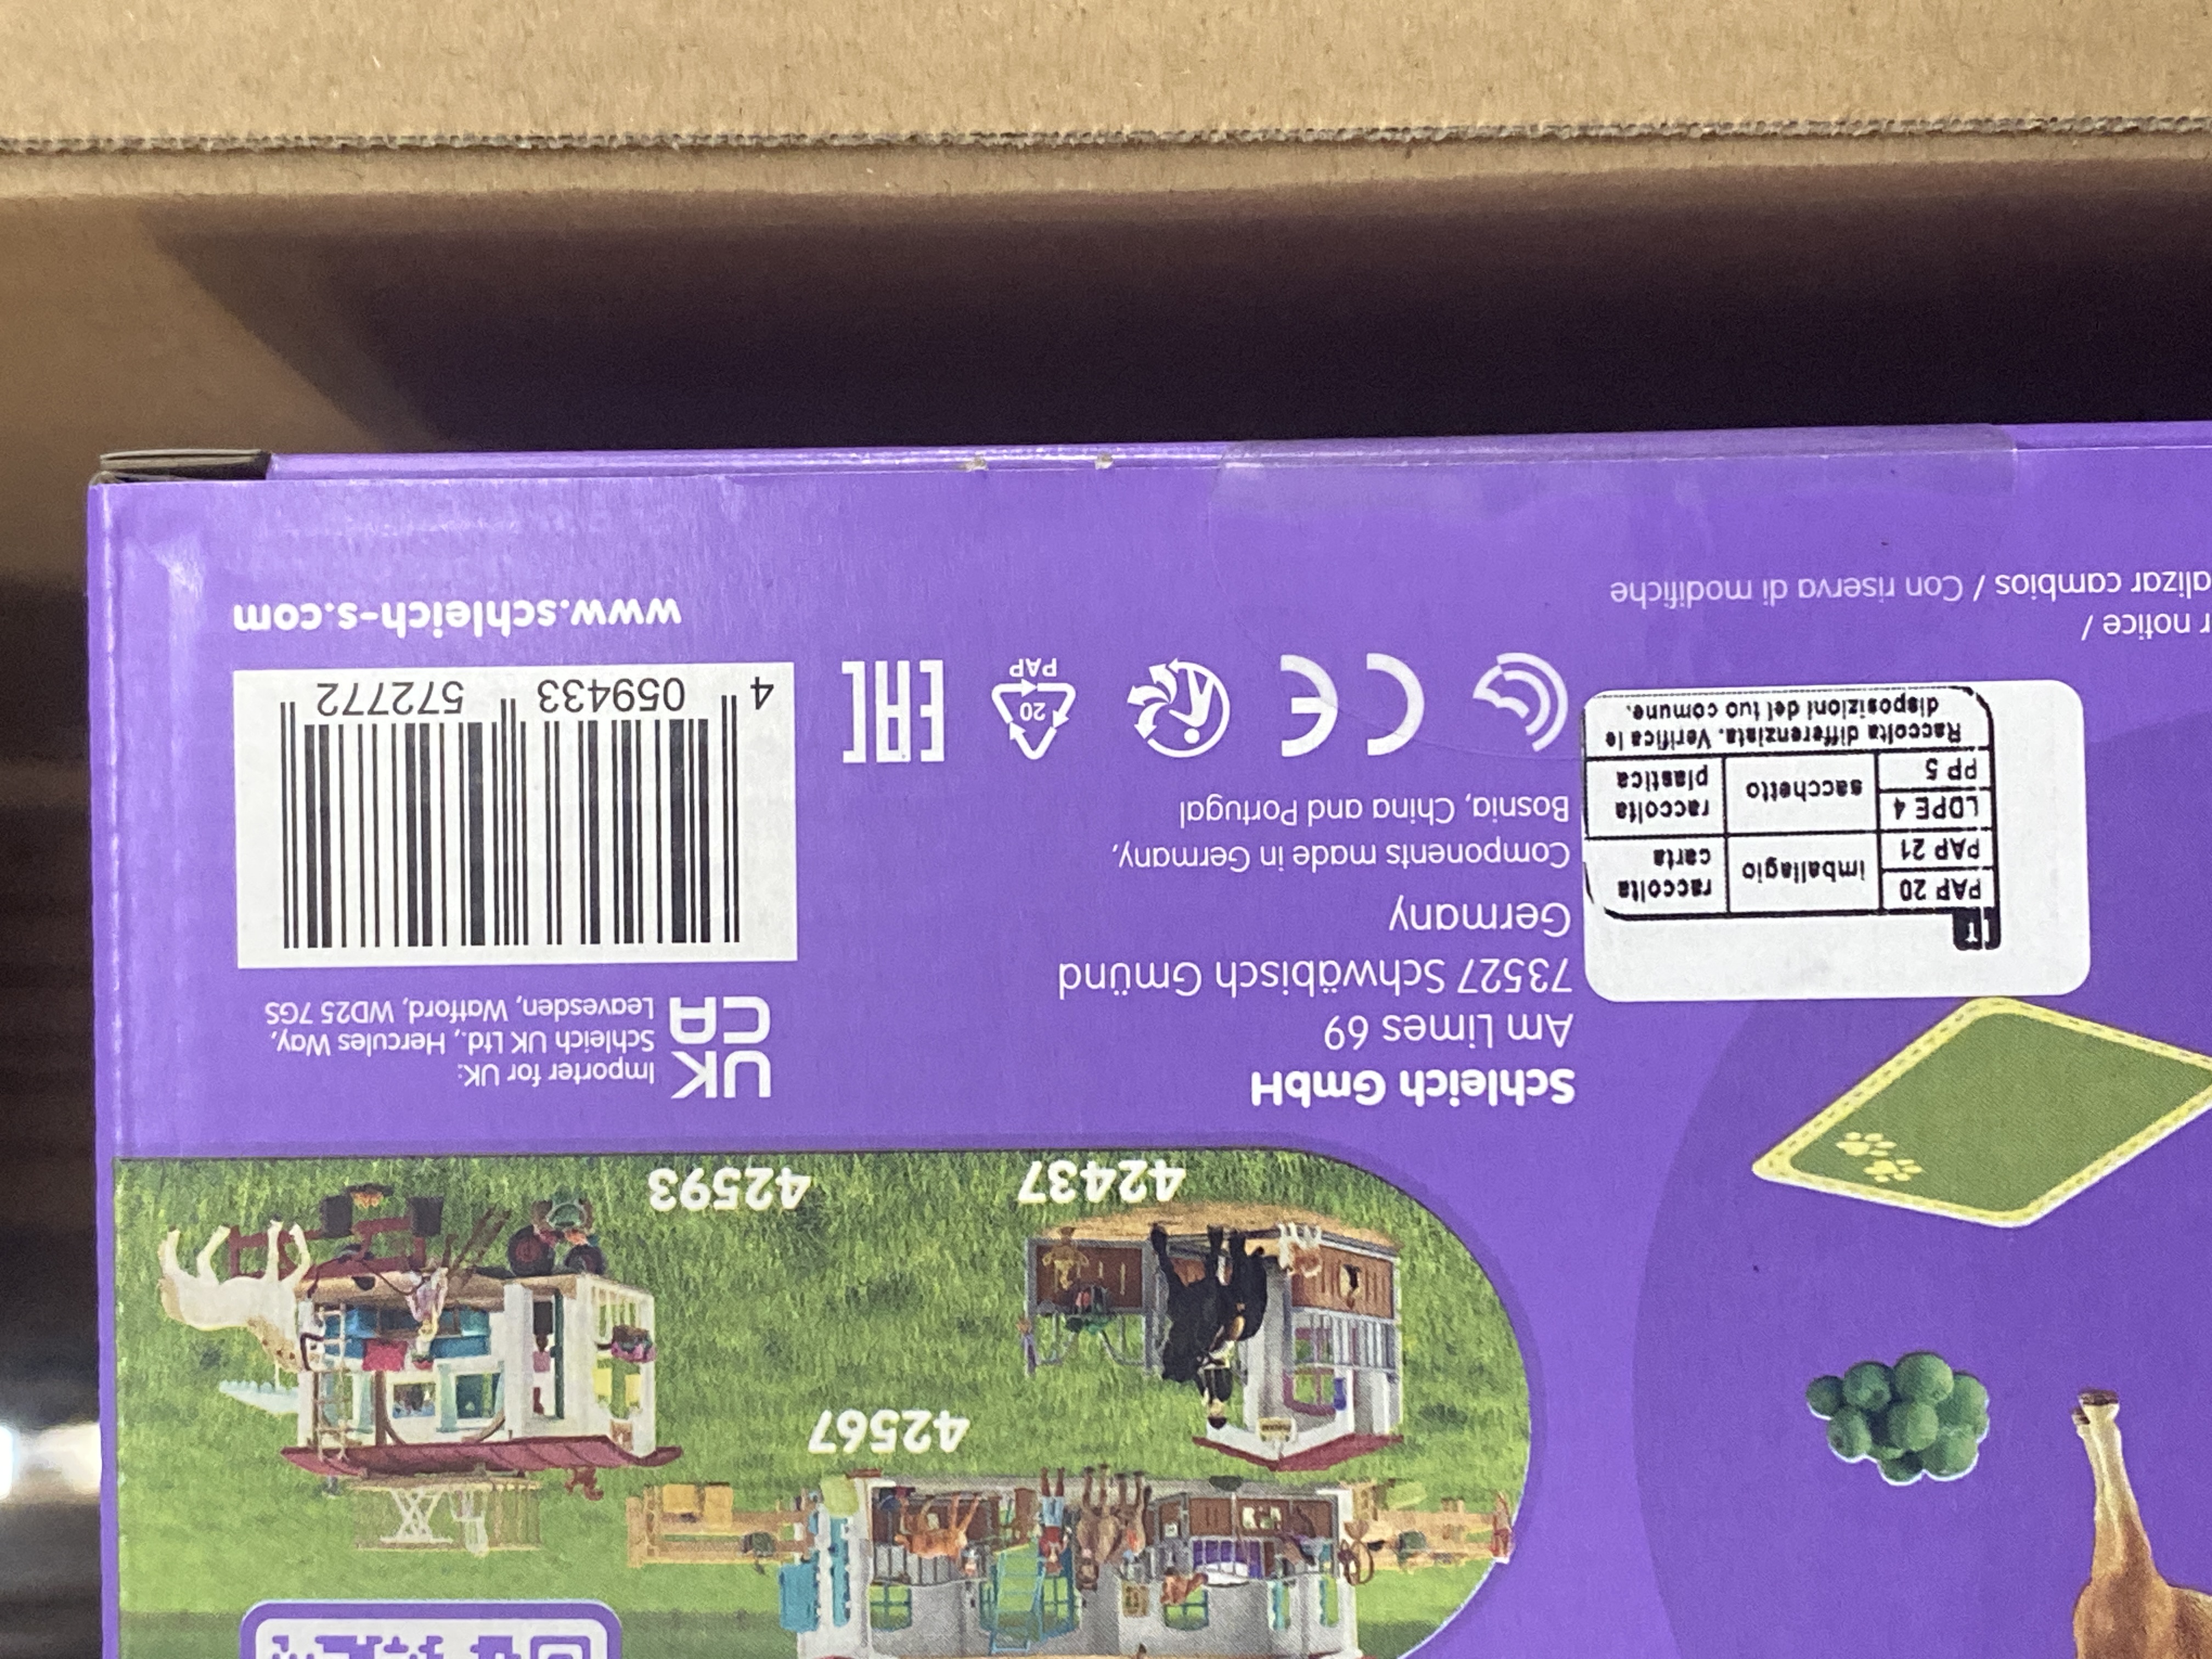 42567
42593
42437
Schleich GmbH
Am Limes 69
73527 Schwäbisch Gmünd
Germany
Components made in Germany,
Bosnia, China and Portugal
UK
CA
Importer for UK:
Schleich UK Ltd., Hercules Way,
Leavesden, Watford, WD25 7GS
4 059433 572772
www.schleich-s.com
CE
20
PAP
EAC
PAP 20
PAP 21
imballagio
raccolta
carta
LDPE 4
PP 5
sacchetto
raccolta
plastica
Raccolta differenziata. Verifica le
disposizioni del tuo comune.
r notice /
alizar cambios / Con riserva di modifiche